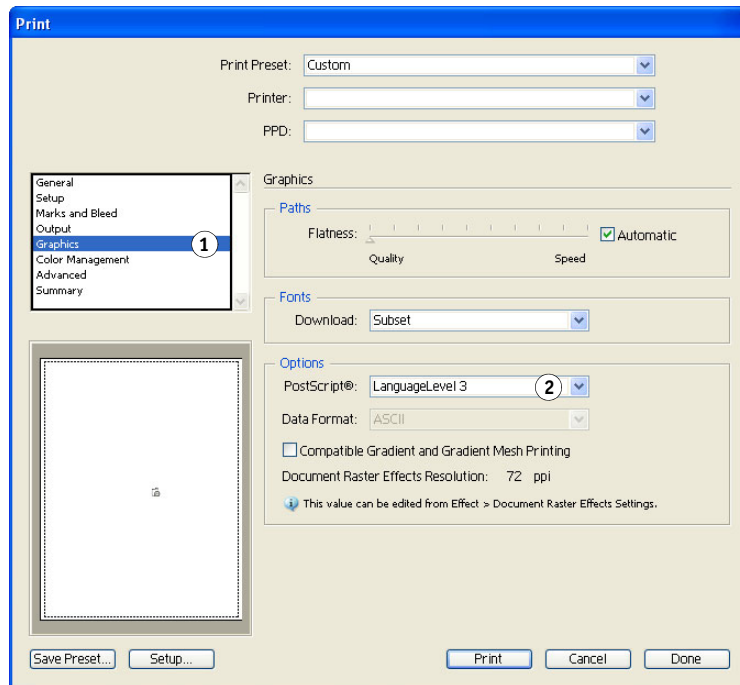 Print
Print Preset: Custom
Printer:
PPD:
General
Setup
Marks and Bleed
Output
Graphics 1
Color Management
Advanced
Summary
Graphics
Paths
Flatness: Automatic
Quality Speed
Fonts
Download: Subset
Options
PostScript®: LanguageLevel 3 2
Data Format: ASCII
Compatible Gradient and Gradient Mesh Printing
Document Raster Effects Resolution: 72 ppi
This value can be edited from Effect > Document Raster Effects Settings.
Save Preset... Setup... Print Cancel Done